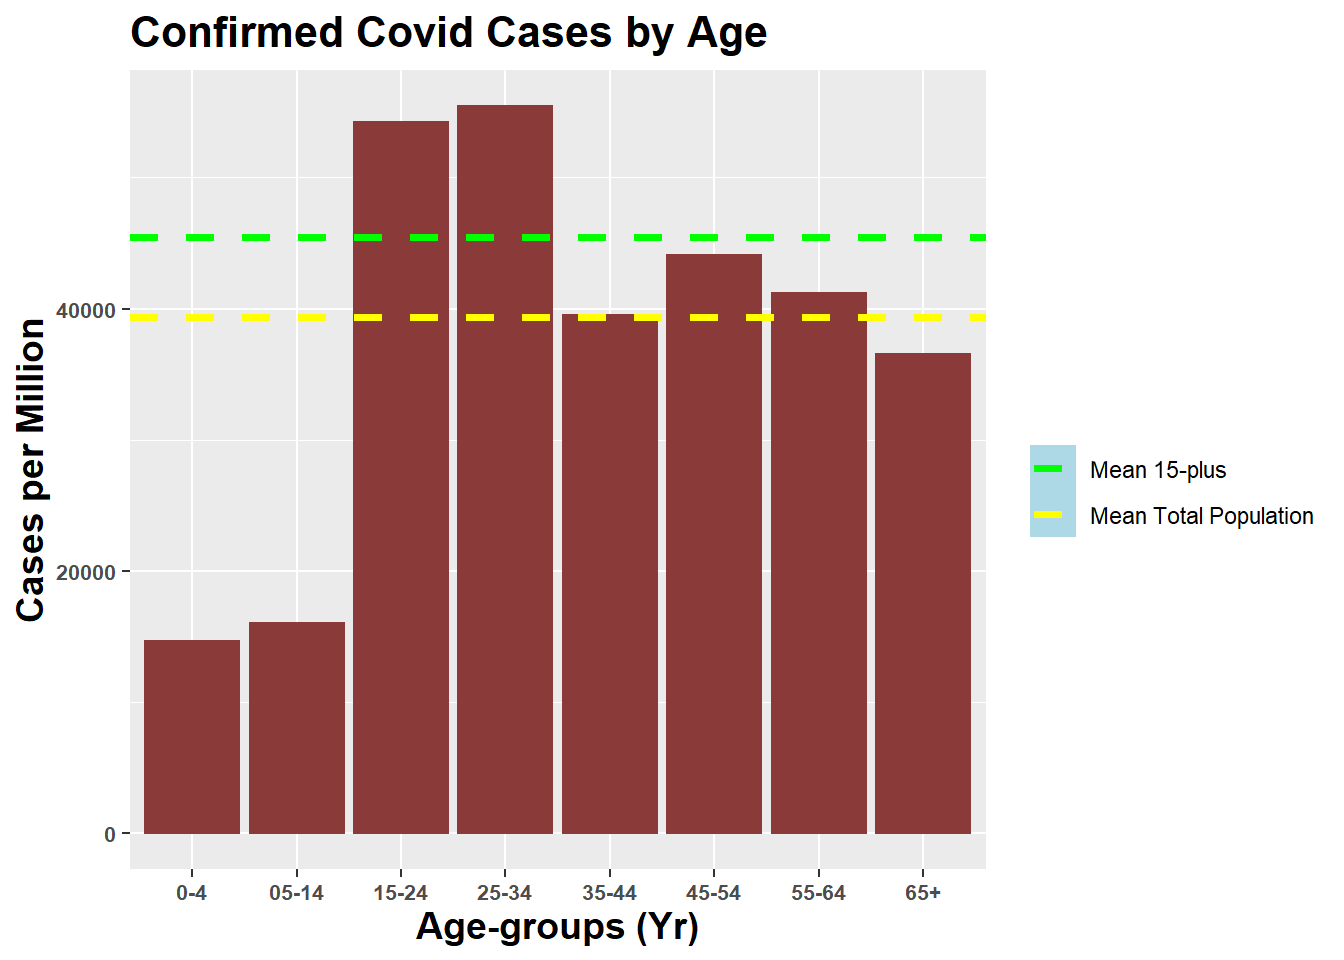 Confirmed Covid Cases by Age
Cases per Million
40000
20000
0
0-4 05-14 15-24 25-34 35-44 45-54 55-64 65+
Age-groups (Yr)
Mean 15-plus
Mean Total Population